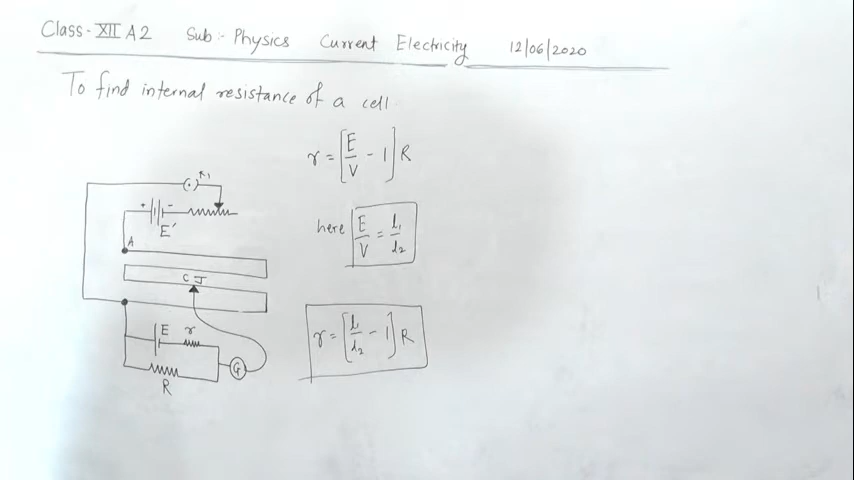 Class- XII A2 Sub :- Physics Current Electricity 12/06/2020
To find internal resistance of a cell
r = [E/V - 1] R
K1
+ -
E′
here E/V = l1/l2
A
C J
E r
r = [l1/l2 - 1] R
G
R